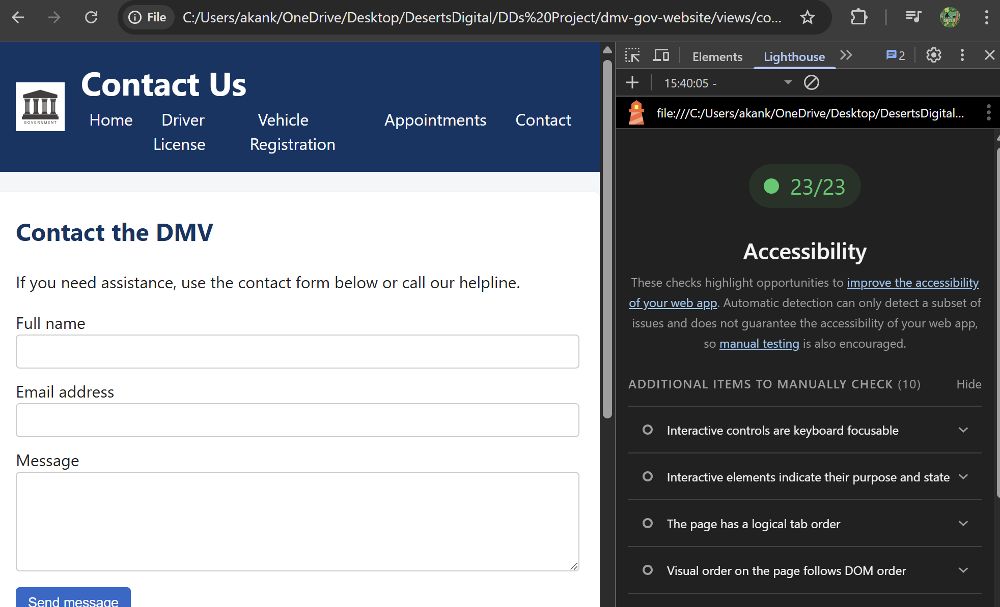 File
C:/Users/akank/OneDrive/Desktop/DesertsDigital/DDs%20Project/dmv-gov-website/views/co...
GOVERNMENT
Contact Us
Home
Driver License
Vehicle Registration
Appointments
Contact
Contact the DMV
If you need assistance, use the contact form below or call our helpline.
Full name
Email address
Message
Send message
Elements
Lighthouse
2
15:40:05 -
file:///C:/Users/akank/OneDrive/Desktop/DesertsDigital...
23/23
Accessibility
These checks highlight opportunities to improve the accessibility
of your web app. Automatic detection can only detect a subset of
issues and does not guarantee the accessibility of your web app,
so manual testing is also encouraged.
ADDITIONAL ITEMS TO MANUALLY CHECK (10)
Hide
Interactive controls are keyboard focusable
Interactive elements indicate their purpose and state
The page has a logical tab order
Visual order on the page follows DOM order